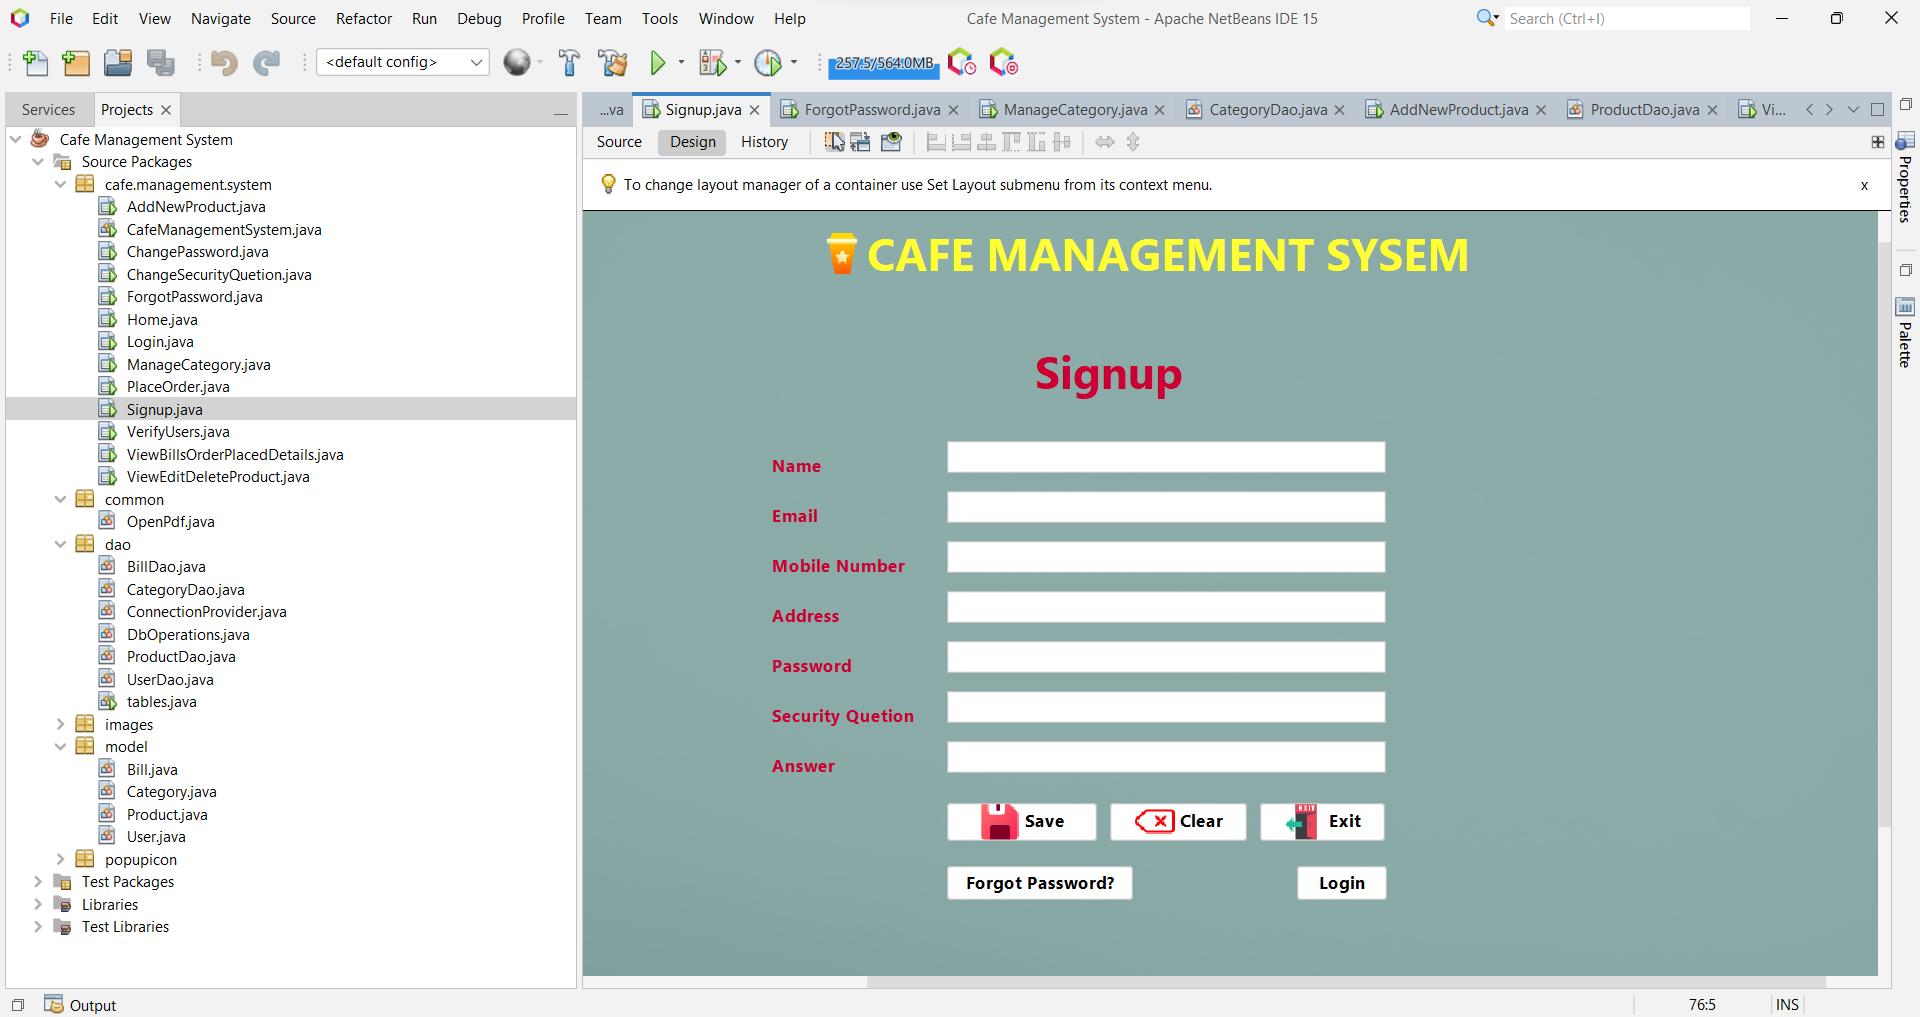 File Edit View Navigate Source Refactor Run Debug Profile Team Tools Window Help
Cafe Management System - Apache NetBeans IDE 15
Search (Ctrl+I)
<default config>
257.5/564.0MB
Services Projects
...va Signup.java ForgotPassword.java ManageCategory.java CategoryDao.java AddNewProduct.java ProductDao.java Vi...
Source Design History
To change layout manager of a container use Set Layout submenu from its context menu.
x
Cafe Management System
Source Packages
cafe.management.system
AddNewProduct.java
CafeManagementSystem.java
ChangePassword.java
ChangeSecurityQuetion.java
ForgotPassword.java
Home.java
Login.java
ManageCategory.java
PlaceOrder.java
Signup.java
VerifyUsers.java
ViewBillsOrderPlacedDetails.java
ViewEditDeleteProduct.java
common
OpenPdf.java
dao
BillDao.java
CategoryDao.java
ConnectionProvider.java
DbOperations.java
ProductDao.java
UserDao.java
tables.java
images
model
Bill.java
Category.java
Product.java
User.java
popupicon
Test Packages
Libraries
Test Libraries
CAFE MANAGEMENT SYSEM
Signup
Name
Email
Mobile Number
Address
Password
Security Quetion
Answer
Save
Clear
EXIT
Exit
Forgot Password?
Login
Properties
Palette
Output
76:5
INS